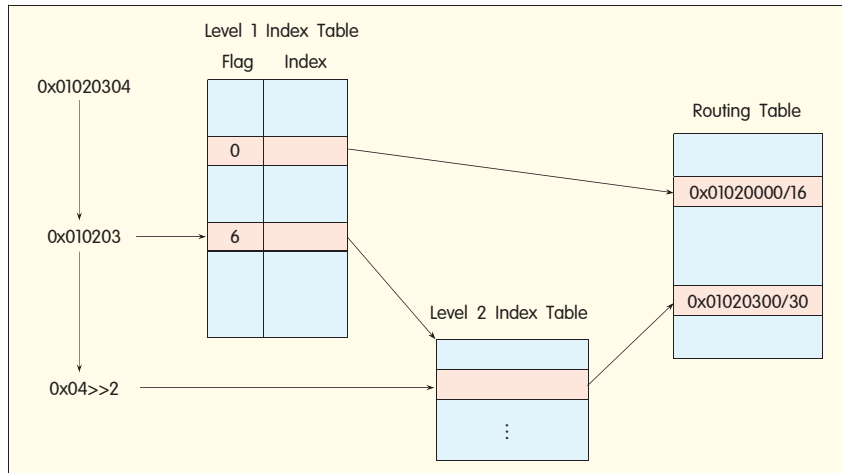 Level 1 Index Table
Flag Index
0x01020304
Routing Table
0
0x01020000/16
0x010203
6
0x01020300/30
Level 2 Index Table
0x04>>2
⋮